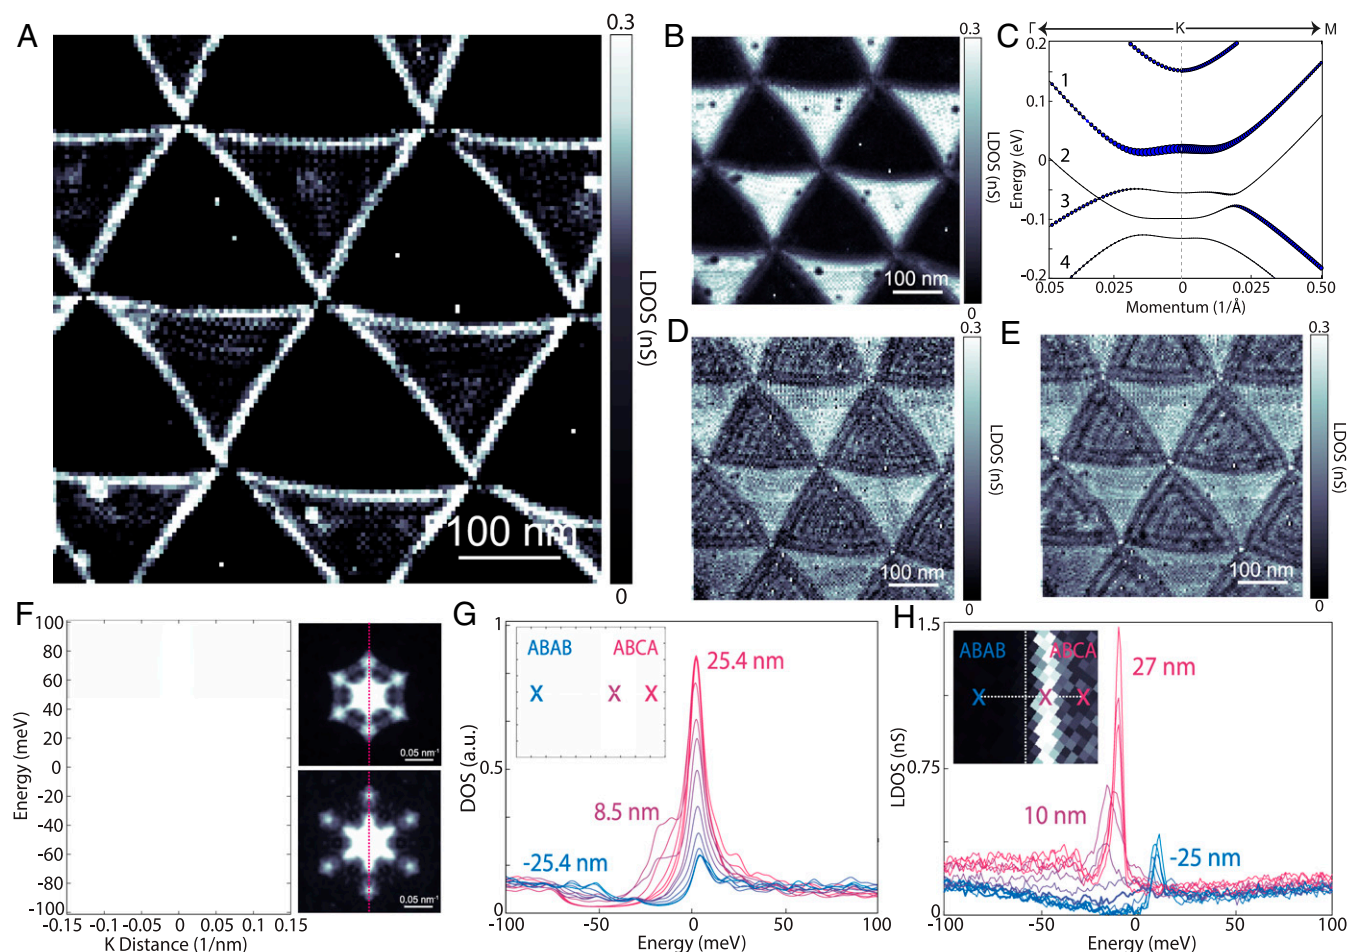 A
0.3
LDOS (nS)
0
100 nm
B
0.3
LDOS (nS)
0
100 nm
C
Γ K M
0.2
0.1
0
-0.1
-0.2
Energy (eV)
1
2
3
4
0.05 0.025 0 0.025 0.50
Momentum (1/Å)
D
0.3
LDOS (nS)
0
100 nm
E
0.3
LDOS (nS)
0
100 nm
F
100
80
60
40
20
0
-20
-40
-60
-80
-100
Energy (meV)
-0.15 -0.1 -0.05 0 0.05 0.1 0.15
K Distance (1/nm)
0.05 nm⁻¹
0.05 nm⁻¹
G
1
0.5
0
DOS (a.u.)
ABAB ABCA
X X X
25.4 nm
8.5 nm
-25.4 nm
-100 -50 0 50 100
Energy (meV)
H
1.5
0.75
0
LDOS (nS)
ABAB ABCA
X X X
27 nm
10 nm
-25 nm
-100 -50 0 50 100
Energy (meV)